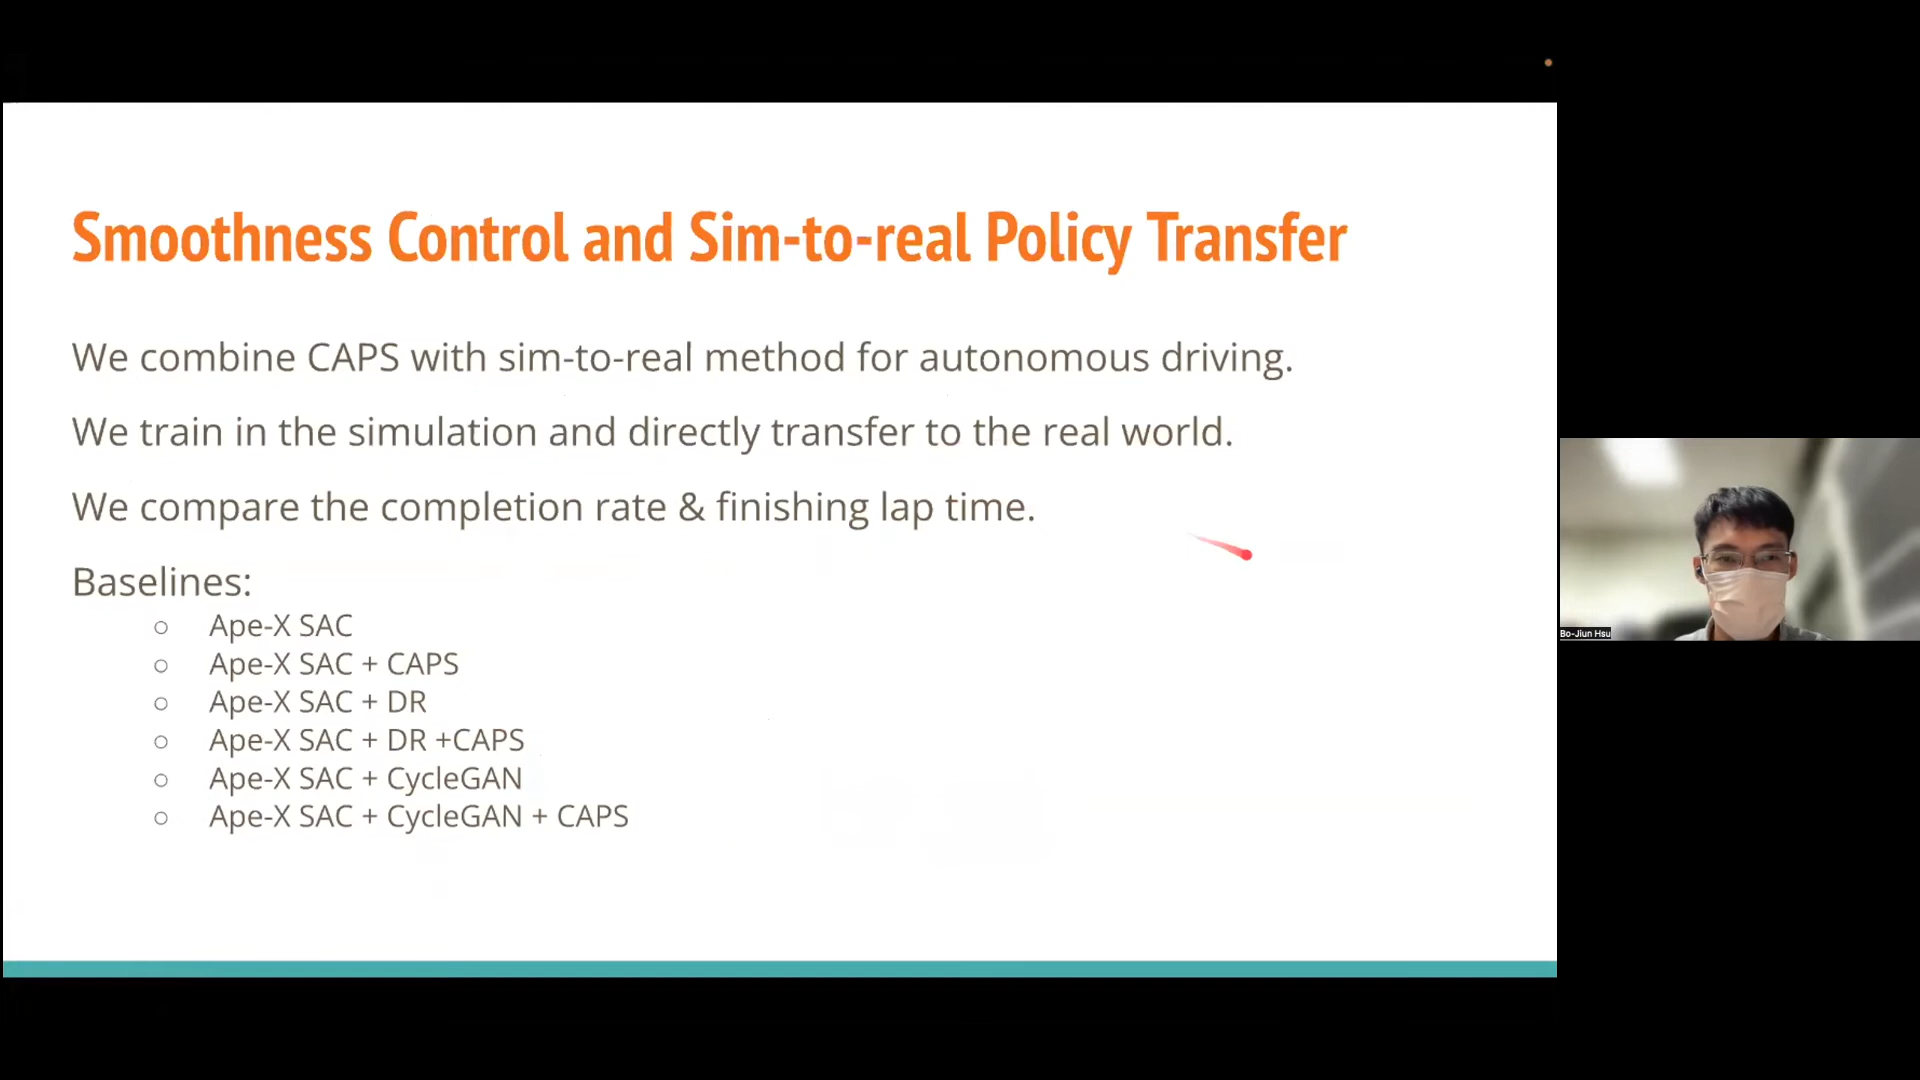 Smoothness Control and Sim-to-real Policy Transfer
We combine CAPS with sim-to-real method for autonomous driving.
We train in the simulation and directly transfer to the real world.
We compare the completion rate & finishing lap time.
Baselines:
Ape-X SAC
Ape-X SAC + CAPS
Ape-X SAC + DR
Ape-X SAC + DR +CAPS
Ape-X SAC + CycleGAN
Ape-X SAC + CycleGAN + CAPS
Bo-Jiun Hsu